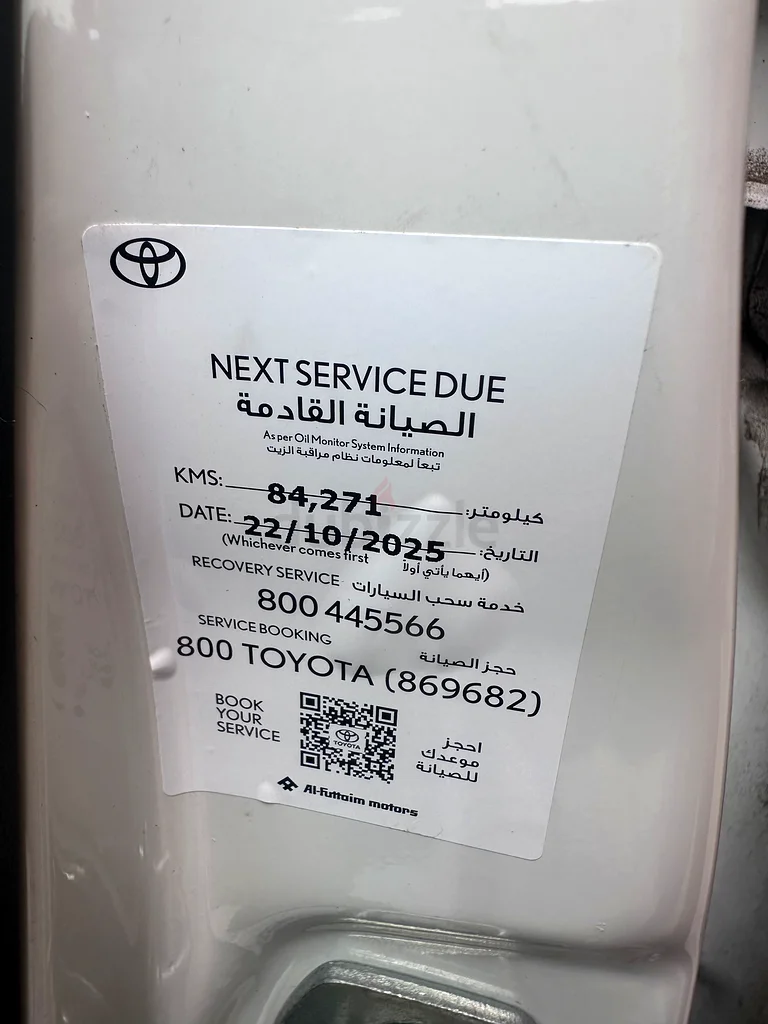 NEXT SERVICE DUE
الصيانة القادمة
As per Oil Monitor System Information
تبعاً لمعلومات نظام مراقبة الزيت
KMS: 84,271 كيلومتر:
DATE: 22/10/2025 التاريخ:
(Whichever comes first أيهما يأتي أولاً)
RECOVERY SERVICE خدمة سحب السيارات
800 445566
SERVICE BOOKING حجز الصيانة
800 TOYOTA (869682)
BOOK
YOUR
SERVICE
TOYOTA
احجز
موعدك
للصيانة
Al-Futtaim motors
dubizzle